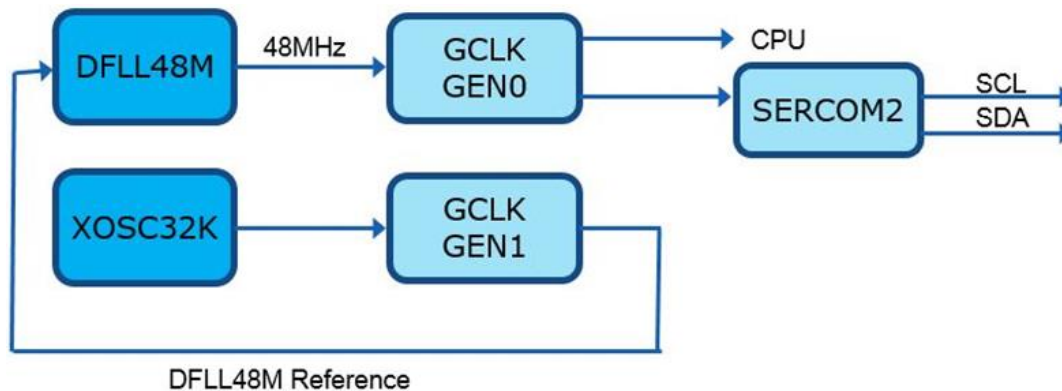 DFLL48M
48MHz
GCLK
GEN0
CPU
SERCOM2
SCL
SDA
XOSC32K
GCLK
GEN1
DFLL48M Reference